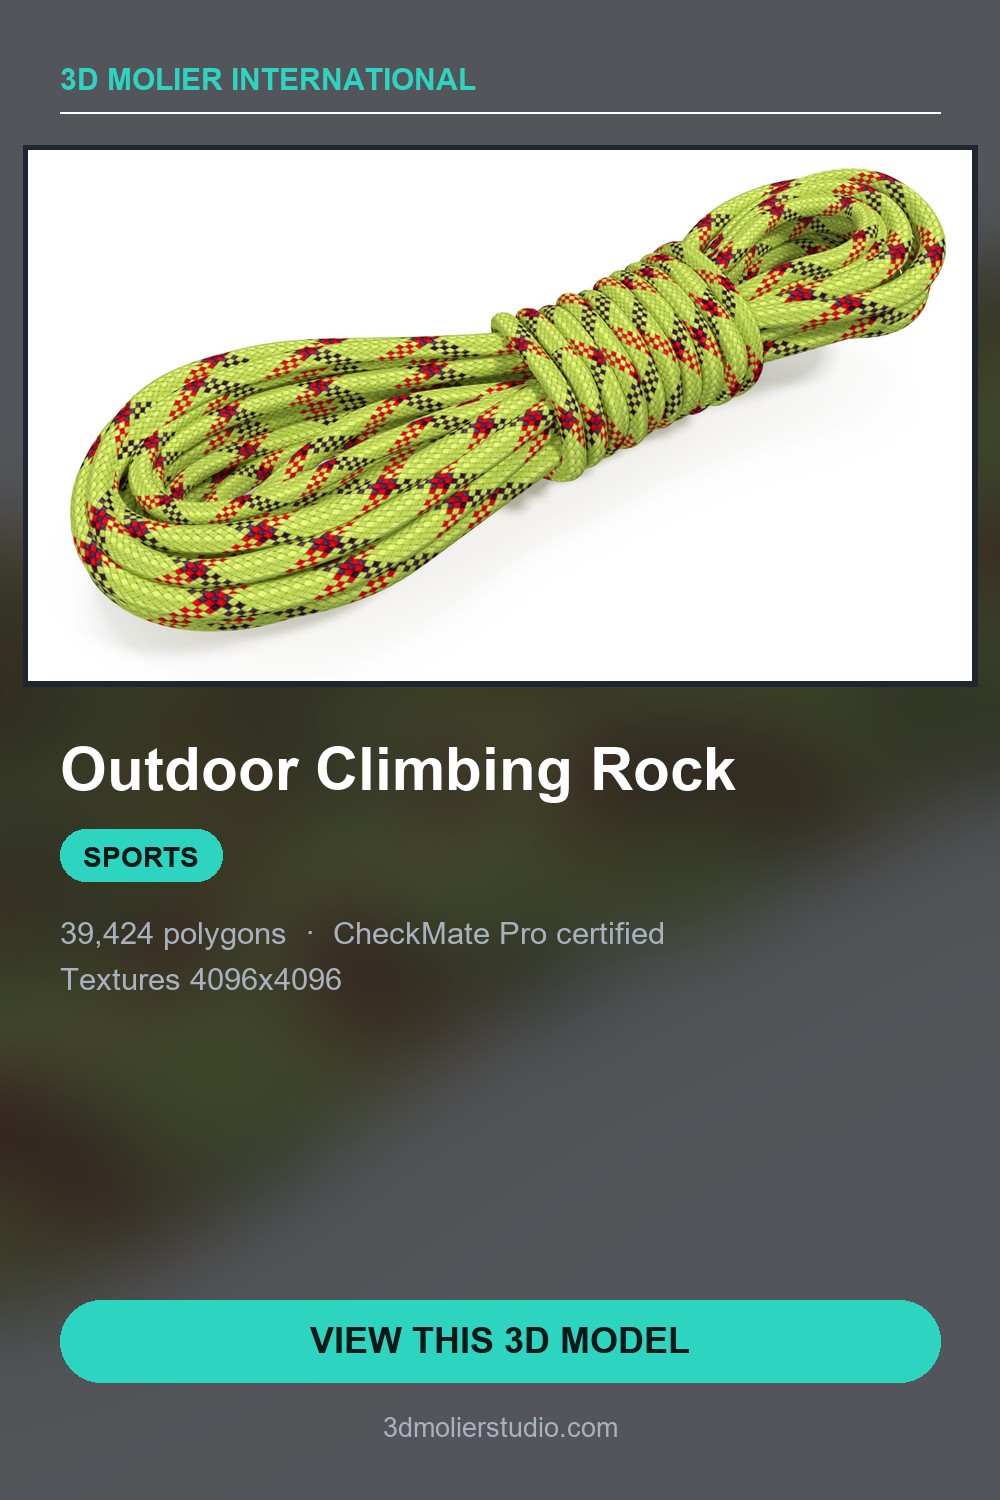 3D MOLIER INTERNATIONAL
Outdoor Climbing Rock
SPORTS
39,424 polygons · CheckMate Pro certified
Textures 4096x4096
VIEW THIS 3D MODEL
3dmolierstudio.com